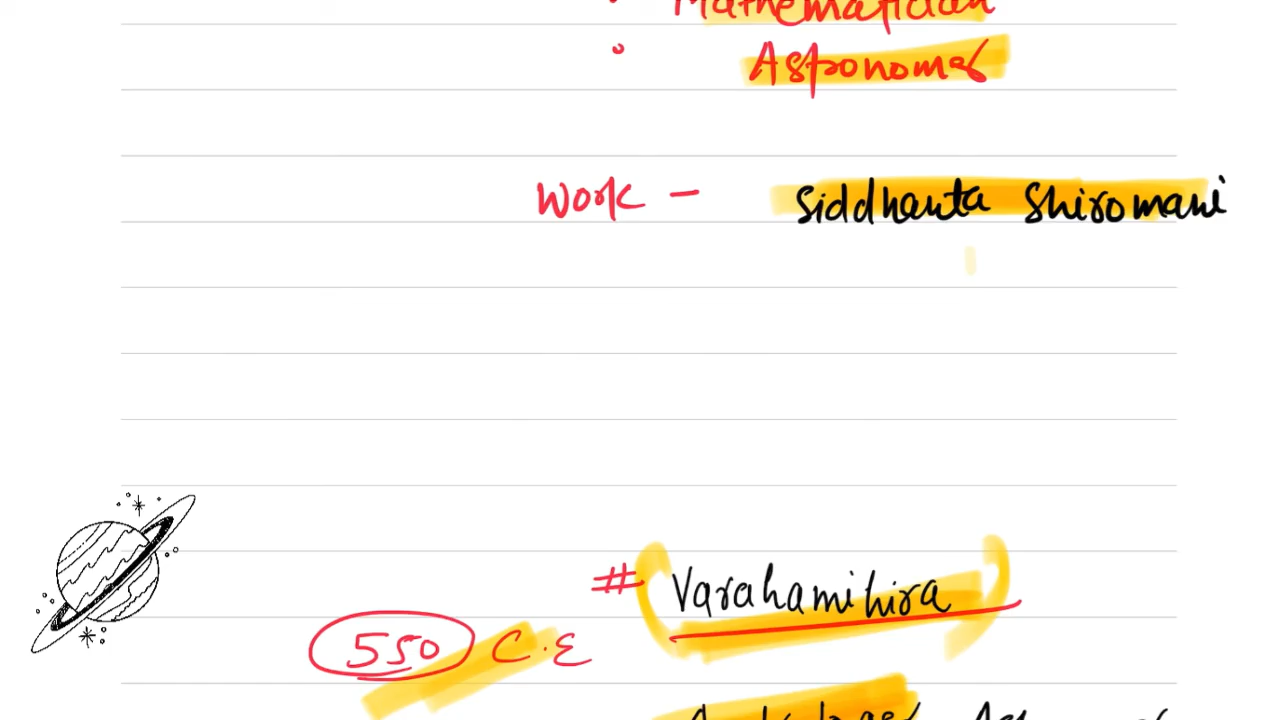 • Mathematician
• Astronomer
Work - Siddhanta Shiromani
# Varahamihira
550 C.E